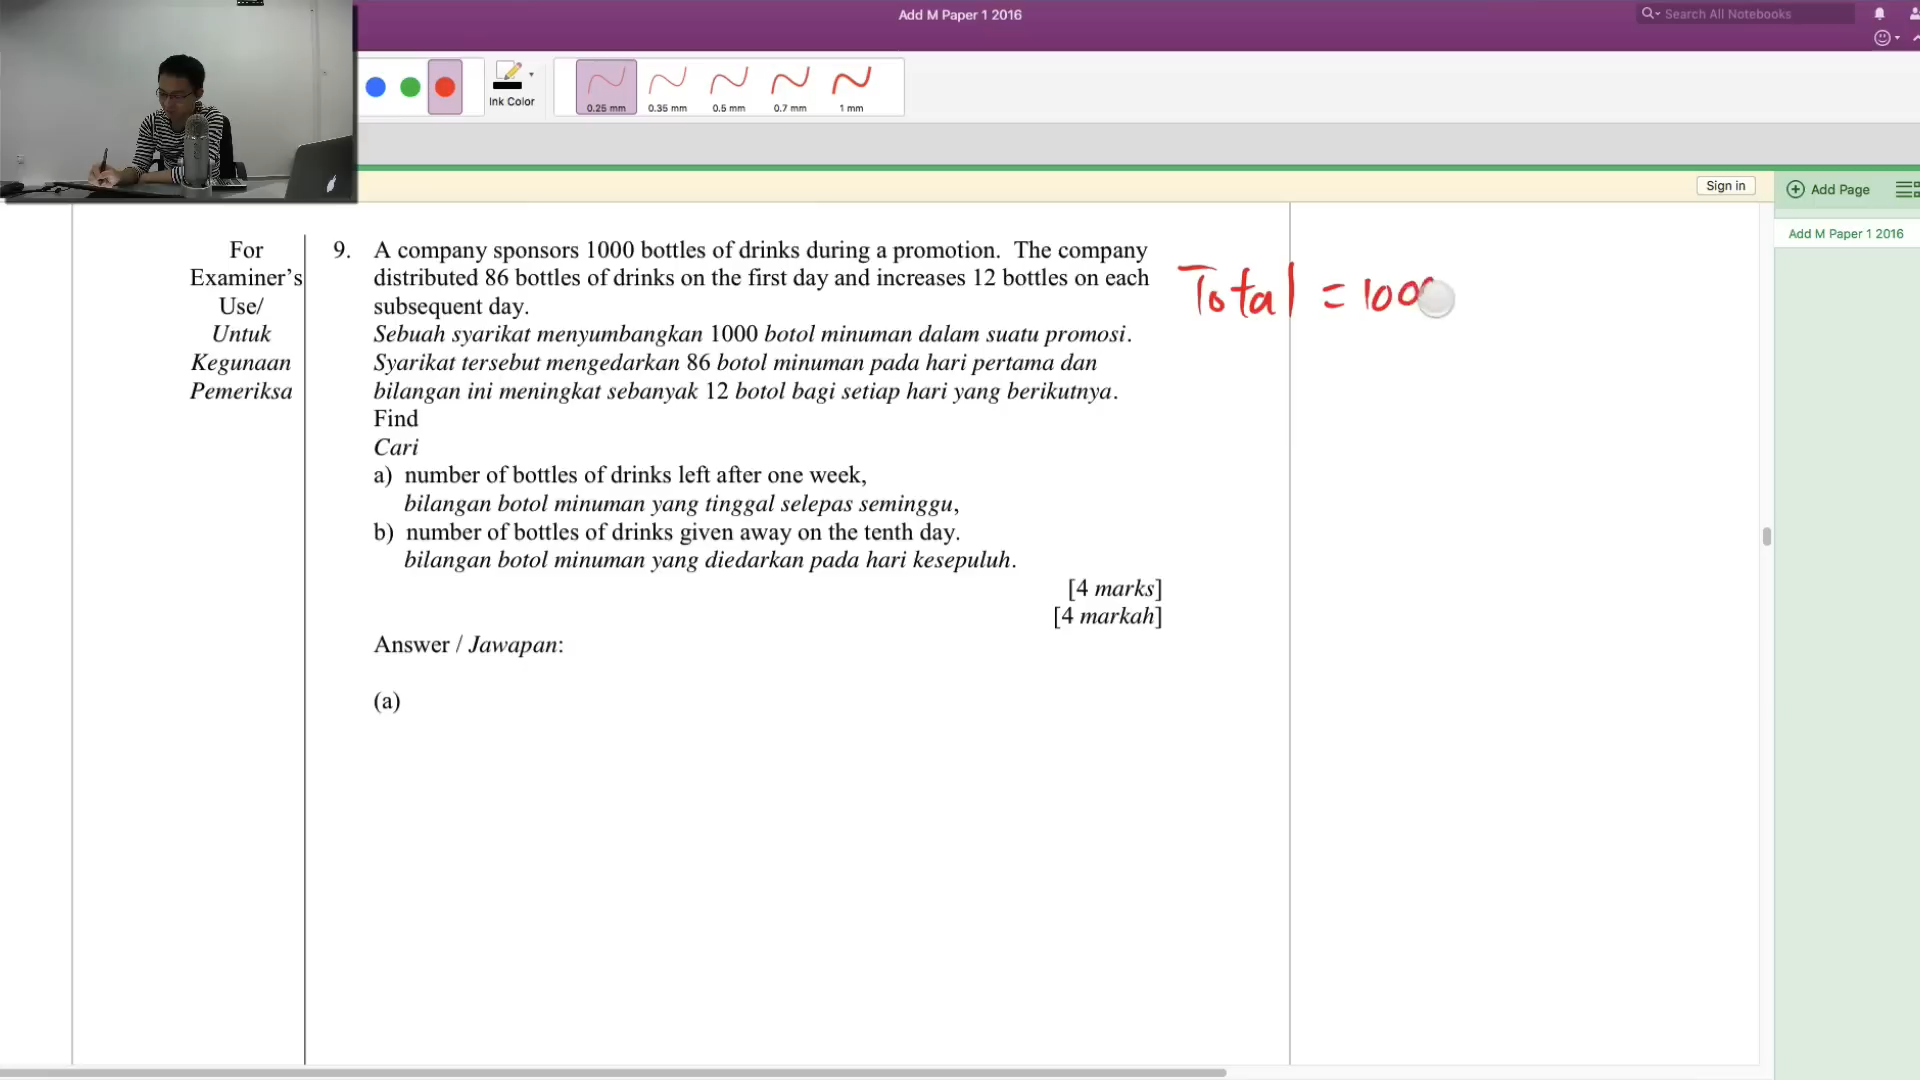 Add M Paper 1 2016
Search All Notebooks
Ink Color
0.25 mm
0.35 mm
0.5 mm
0.7 mm
1 mm
Sign in
Add Page
Add M Paper 1 2016
For
Examiner's
Use/
Untuk
Kegunaan
Pemeriksa
9. A company sponsors 1000 bottles of drinks during a promotion. The company
distributed 86 bottles of drinks on the first day and increases 12 bottles on each
subsequent day.
Sebuah syarikat menyumbangkan 1000 botol minuman dalam suatu promosi.
Syarikat tersebut mengedarkan 86 botol minuman pada hari pertama dan
bilangan ini meningkat sebanyak 12 botol bagi setiap hari yang berikutnya.
Find
Cari
a) number of bottles of drinks left after one week,
bilangan botol minuman yang tinggal selepas seminggu,
b) number of bottles of drinks given away on the tenth day.
bilangan botol minuman yang diedarkan pada hari kesepuluh.
[4 marks]
[4 markah]
Answer / Jawapan:
(a)
Total = 1000